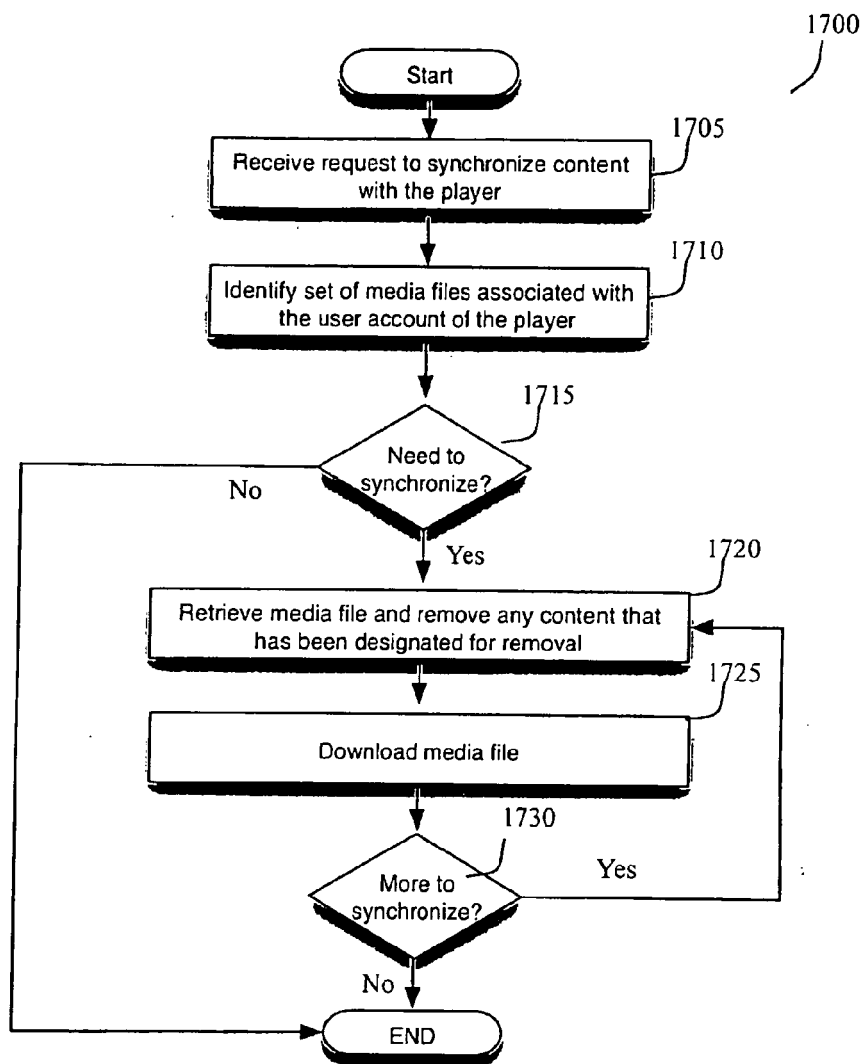 1700
Start
1705
Receive request to synchronize content
with the player
1710
Identify set of media files associated with
the user account of the player
1715
Need to
synchronize?
No
Yes
1720
Retrieve media file and remove any content that
has been designated for removal
1725
Download media file
1730
More to
synchronize?
Yes
No
END